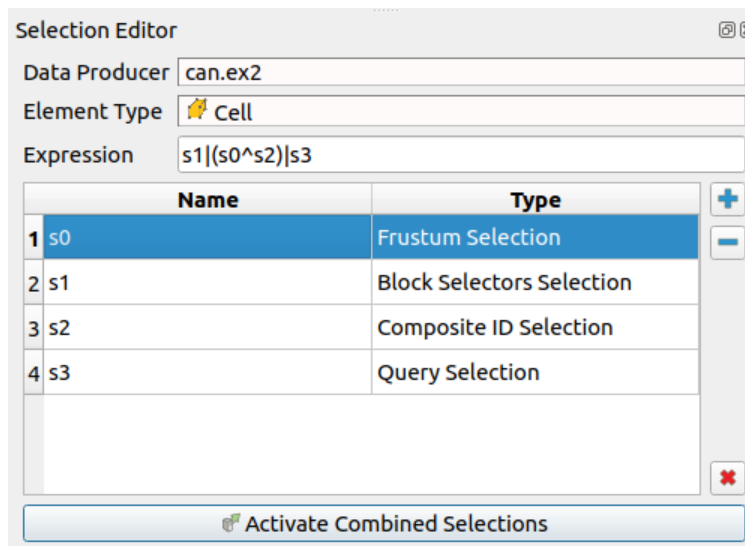 Selection Editor
Data Producer can.ex2
Element Type Cell
Expression s1|(s0^s2)|s3
Name Type
1 s0 Frustum Selection
2 s1 Block Selectors Selection
3 s2 Composite ID Selection
4 s3 Query Selection
Activate Combined Selections